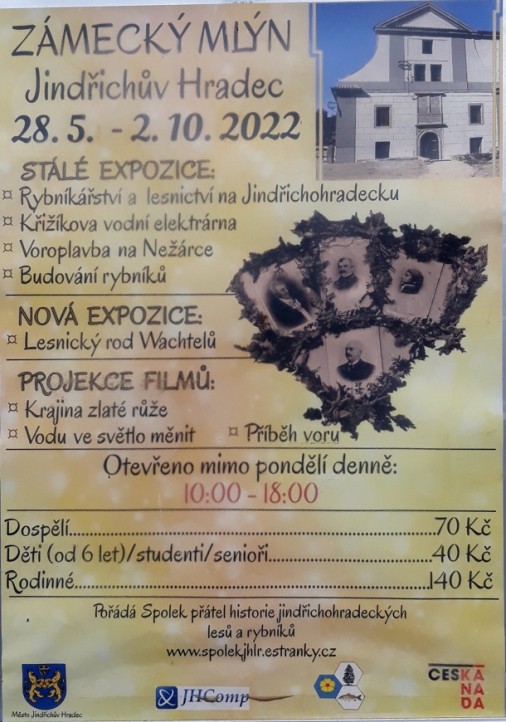 ZÁMECKÝ MLÝN
Jindřichův Hradec
28. 5. - 2. 10. 2022
STÁLÉ EXPOZICE:
¤ Rybníkářství a lesnictví na Jindřichohradecku
¤ Křižíkova vodní elektrárna
¤ Voroplavba na Nežárce
¤ Budování rybníků
NOVÁ EXPOZICE:
¤ Lesnický rod Wachtelů
PROJEKCE FILMŮ:
¤ Krajina zlaté růže
¤ Vodu ve světlo měnit ¤ Příběh voru
Otevřeno mimo pondělí denně:
10:00 - 18:00
Dospělí...................................................70 Kč
Děti (od 6 let)/studenti/senioři......................40 Kč
Rodinné..................................................140 Kč
Pořádá Spolek přátel historie jindřichohradeckých
lesů a rybníků
www.spolekjhlr.estranky.cz
Město Jindřichův Hradec
JHComp
ČESKÁ
NA
DA